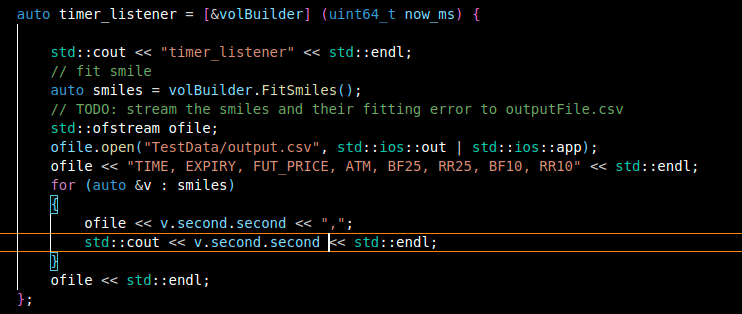 auto timer_listener = [&volBuilder] (uint64_t now_ms) {
std::cout << "timer_listener" << std::endl;
// fit smile
auto smiles = volBuilder.FitSmiles();
// TODO: stream the smiles and their fitting error to outputFile.csv
std::ofstream ofile;
ofile.open("TestData/output.csv", std::ios::out | std::ios::app);
ofile << "TIME, EXPIRY, FUT_PRICE, ATM, BF25, RR25, BF10, RR10" << std::endl;
for (auto &v : smiles)
{
ofile << v.second.second << ",";
std::cout << v.second.second << std::endl;
}
ofile << std::endl;
};